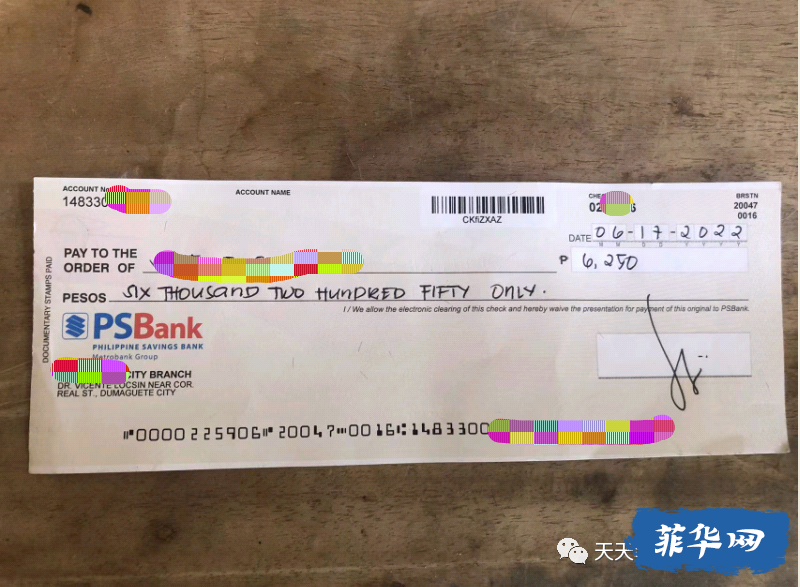 ACCOUNT No
ACCOUNT NAME
BRSTN
148330
CKfiZXAZ
20047
0016
DATE 06-17-2022
M M D D Y Y Y Y
PAY TO THE
ORDER OF
₱ 6,250
PESOS SIX THOUSAND TWO HUNDRED FIFTY ONLY.
I / We allow the electronic clearing of this check and hereby waive the presentation for payment of this original to PSBank.
DOCUMENTARY STAMPS PAID
PSBank
PHILIPPINE SAVINGS BANK
Metrobank Group
CITY BRANCH
DR. VICENTE LOCSIN NEAR COR.
REAL ST., DUMAGUETE CITY
⑈0000225906⑈20047⑉0016⑆1483300
天天
菲华网